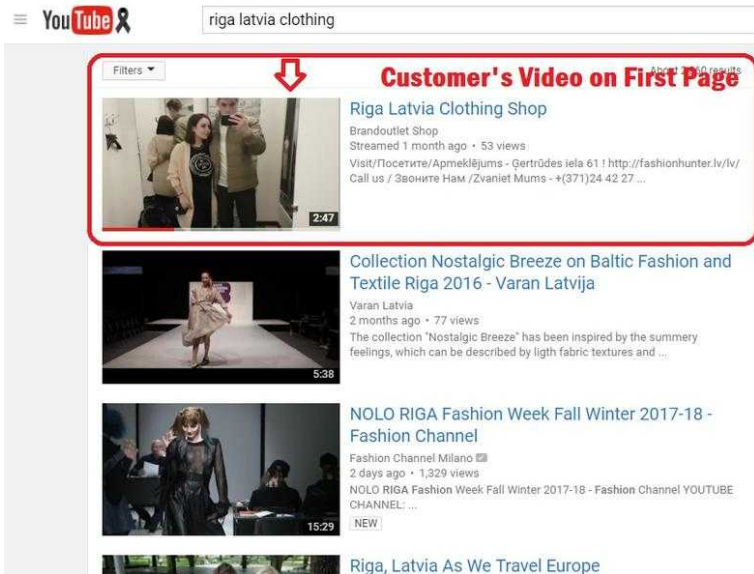 YouTube
riga latvia clothing
Filters
Customer's Video on First Page
About results
Riga Latvia Clothing Shop
Brandoutlet Shop
Streamed 1 month ago • 53 views
Visit/Посетите/Apmeklējums - Ģertrūdes iela 61 ! http://fashionhunter.lv/lv/
Call us / Звоните Нам /Zvaniet Mums - +(371)24 42 27 ...
2:47
Collection Nostalgic Breeze on Baltic Fashion and
Textile Riga 2016 - Varan Latvija
Varan Latvia
2 months ago • 77 views
The collection "Nostalgic Breeze" has been inspired by the summery
feelings, which can be described by ligth fabric textures and ...
5:38
NOLO RIGA Fashion Week Fall Winter 2017-18 -
Fashion Channel
Fashion Channel Milano
2 days ago • 1,329 views
NOLO RIGA Fashion Week Fall Winter 2017-18 - Fashion Channel YOUTUBE
CHANNEL: ...
NEW
15:29
Riga, Latvia As We Travel Europe